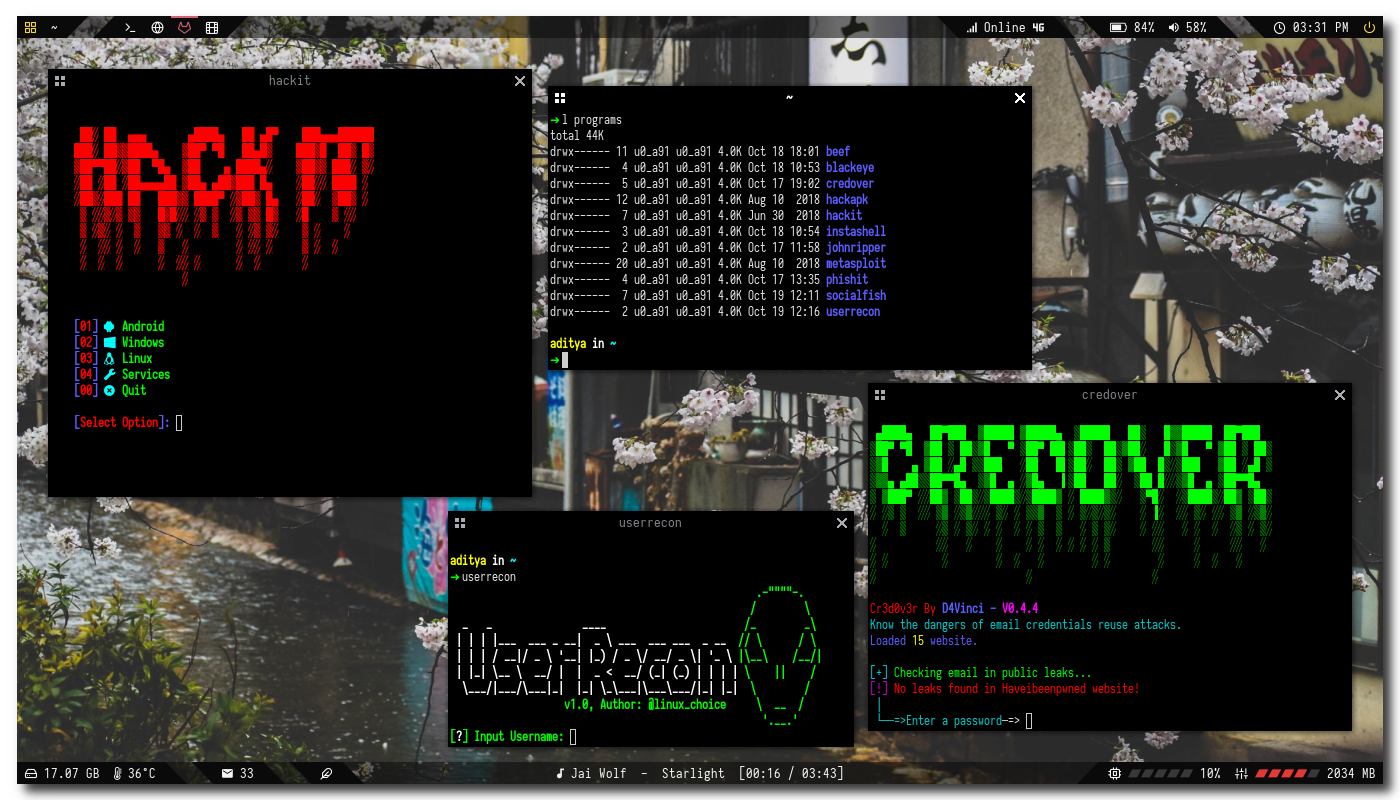 ~
Online 4G
84%
58%
03:31 PM
hackit
HACK IT
[01] Android
[02] Windows
[03] Linux
[04] Services
[00] Quit
[Select Option]:
~
➜ l programs
total 44K
drwx------ 11 u0_a91 u0_a91 4.0K Oct 18 18:01 beef
drwx------ 4 u0_a91 u0_a91 4.0K Oct 18 10:53 blackeye
drwx------ 5 u0_a91 u0_a91 4.0K Oct 17 19:02 credover
drwx------ 12 u0_a91 u0_a91 4.0K Aug 10 2018 hackapk
drwx------ 7 u0_a91 u0_a91 4.0K Jun 30 2018 hackit
drwx------ 3 u0_a91 u0_a91 4.0K Oct 18 10:54 instashell
drwx------ 2 u0_a91 u0_a91 4.0K Oct 17 11:58 johnripper
drwx------ 20 u0_a91 u0_a91 4.0K Aug 10 2018 metasploit
drwx------ 4 u0_a91 u0_a91 4.0K Oct 17 13:35 phishit
drwx------ 7 u0_a91 u0_a91 4.0K Oct 19 12:11 socialfish
drwx------ 2 u0_a91 u0_a91 4.0K Oct 19 12:16 userrecon
aditya in ~
➜
credover
CREDOVER
Cr3d0v3r By D4Vinci - V0.4.4
Know the dangers of email credentials reuse attacks.
Loaded 15 website.
[+] Checking email in public leaks...
[!] No leaks found in Haveibeenpwned website!
|
└──=>Enter a password─=>
userrecon
aditya in ~
➜ userrecon
UserRecon
v1.0, Author: @linux_choice
[?] Input Username:
17.07 GB
36°C
33
Jai Wolf - Starlight [00:16 / 03:43]
10%
2034 MB